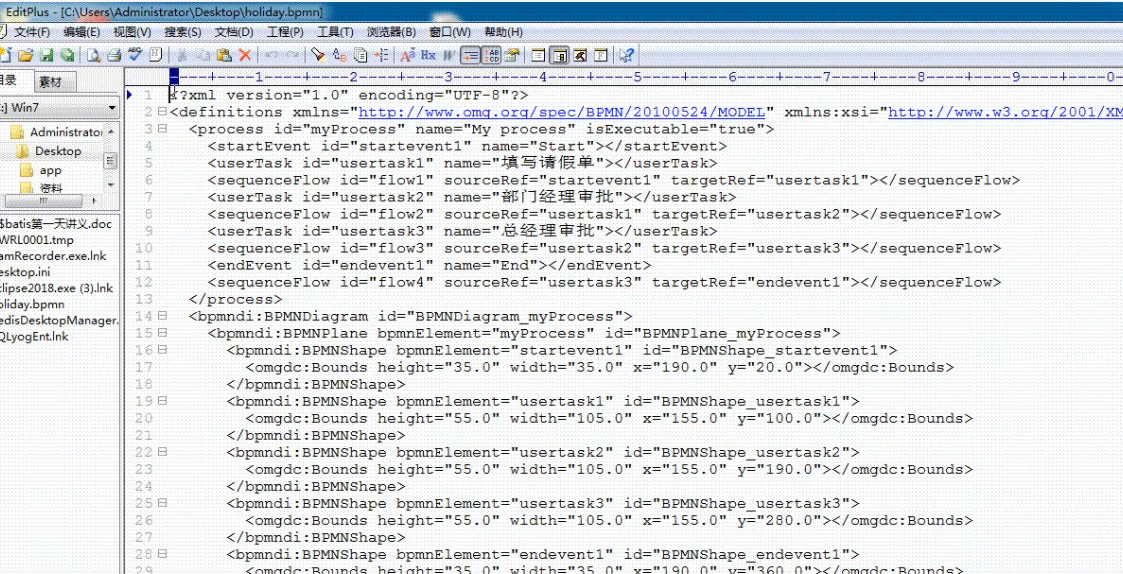 EditPlus - [C:\Users\Administrator\Desktop\holiday.bpmn]
文件(F) 编辑(E) 视图(V) 搜索(S) 文档(D) 工程(P) 工具(T) 浏览器(B) 窗口(W) 帮助(H)
目录 素材
:] Win7
Administrator
Desktop
app
资料
$batis第一天讲义.doc
WRL0001.tmp
amRecorder.exe.lnk
esktop.ini
clipse2018.exe (3).lnk
oliday.bpmn
edisDesktopManager.
QLyogEnt.lnk
----+----1----+----2----+----3----+----4----+----5----+----6----+----7----+----8----+----9----+----0-
1 <?xml version="1.0" encoding="UTF-8"?>
2 <definitions xmlns="http://www.omg.org/spec/BPMN/20100524/MODEL" xmlns:xsi="http://www.w3.org/2001/XM
3 <process id="myProcess" name="My process" isExecutable="true">
4 <startEvent id="startevent1" name="Start"></startEvent>
5 <userTask id="usertask1" name="填写请假单"></userTask>
6 <sequenceFlow id="flow1" sourceRef="startevent1" targetRef="usertask1"></sequenceFlow>
7 <userTask id="usertask2" name="部门经理审批"></userTask>
8 <sequenceFlow id="flow2" sourceRef="usertask1" targetRef="usertask2"></sequenceFlow>
9 <userTask id="usertask3" name="总经理审批"></userTask>
10 <sequenceFlow id="flow3" sourceRef="usertask2" targetRef="usertask3"></sequenceFlow>
11 <endEvent id="endevent1" name="End"></endEvent>
12 <sequenceFlow id="flow4" sourceRef="usertask3" targetRef="endevent1"></sequenceFlow>
13 </process>
14 <bpmndi:BPMNDiagram id="BPMNDiagram_myProcess">
15 <bpmndi:BPMNPlane bpmnElement="myProcess" id="BPMNPlane_myProcess">
16 <bpmndi:BPMNShape bpmnElement="startevent1" id="BPMNShape_startevent1">
17 <omgdc:Bounds height="35.0" width="35.0" x="190.0" y="20.0"></omgdc:Bounds>
18 </bpmndi:BPMNShape>
19 <bpmndi:BPMNShape bpmnElement="usertask1" id="BPMNShape_usertask1">
20 <omgdc:Bounds height="55.0" width="105.0" x="155.0" y="100.0"></omgdc:Bounds>
21 </bpmndi:BPMNShape>
22 <bpmndi:BPMNShape bpmnElement="usertask2" id="BPMNShape_usertask2">
23 <omgdc:Bounds height="55.0" width="105.0" x="155.0" y="190.0"></omgdc:Bounds>
24 </bpmndi:BPMNShape>
25 <bpmndi:BPMNShape bpmnElement="usertask3" id="BPMNShape_usertask3">
26 <omgdc:Bounds height="55.0" width="105.0" x="155.0" y="280.0"></omgdc:Bounds>
27 </bpmndi:BPMNShape>
28 <bpmndi:BPMNShape bpmnElement="endevent1" id="BPMNShape_endevent1">
29 <omgdc:Bounds height="35.0" width="35.0" x="190.0" y="360.0"></omgdc:Bounds>